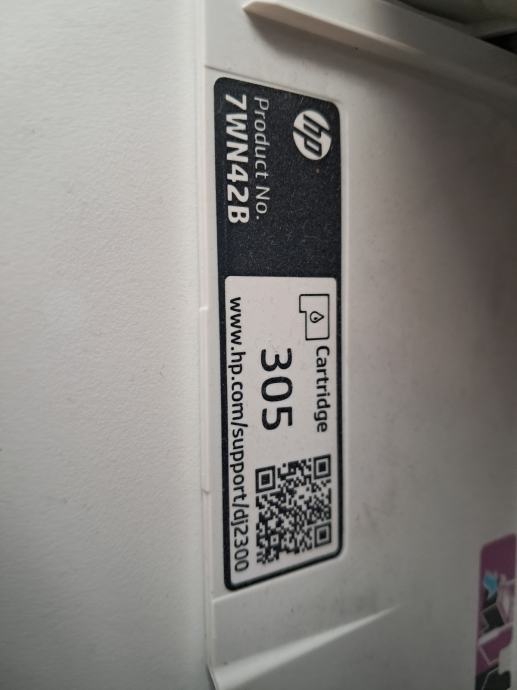 hp
Product No.
7WN42B
Cartridge
305
www.hp.com/support/dj2300